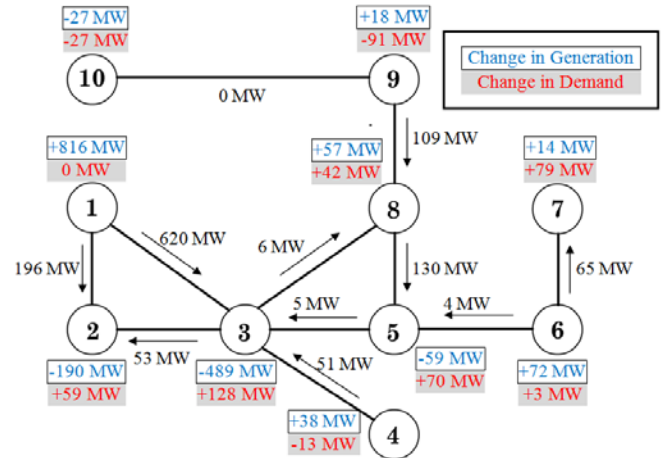 -27 MW
-27 MW
10
0 MW
+18 MW
-91 MW
9
Change in Generation
Change in Demand
109 MW
+816 MW
0 MW
1
+57 MW
+42 MW
8
+14 MW
+79 MW
7
620 MW
6 MW
196 MW
130 MW
65 MW
2
53 MW
3
5 MW
5
4 MW
6
-190 MW
+59 MW
-489 MW
+128 MW
51 MW
-59 MW
+70 MW
+72 MW
+3 MW
+38 MW
-13 MW
4